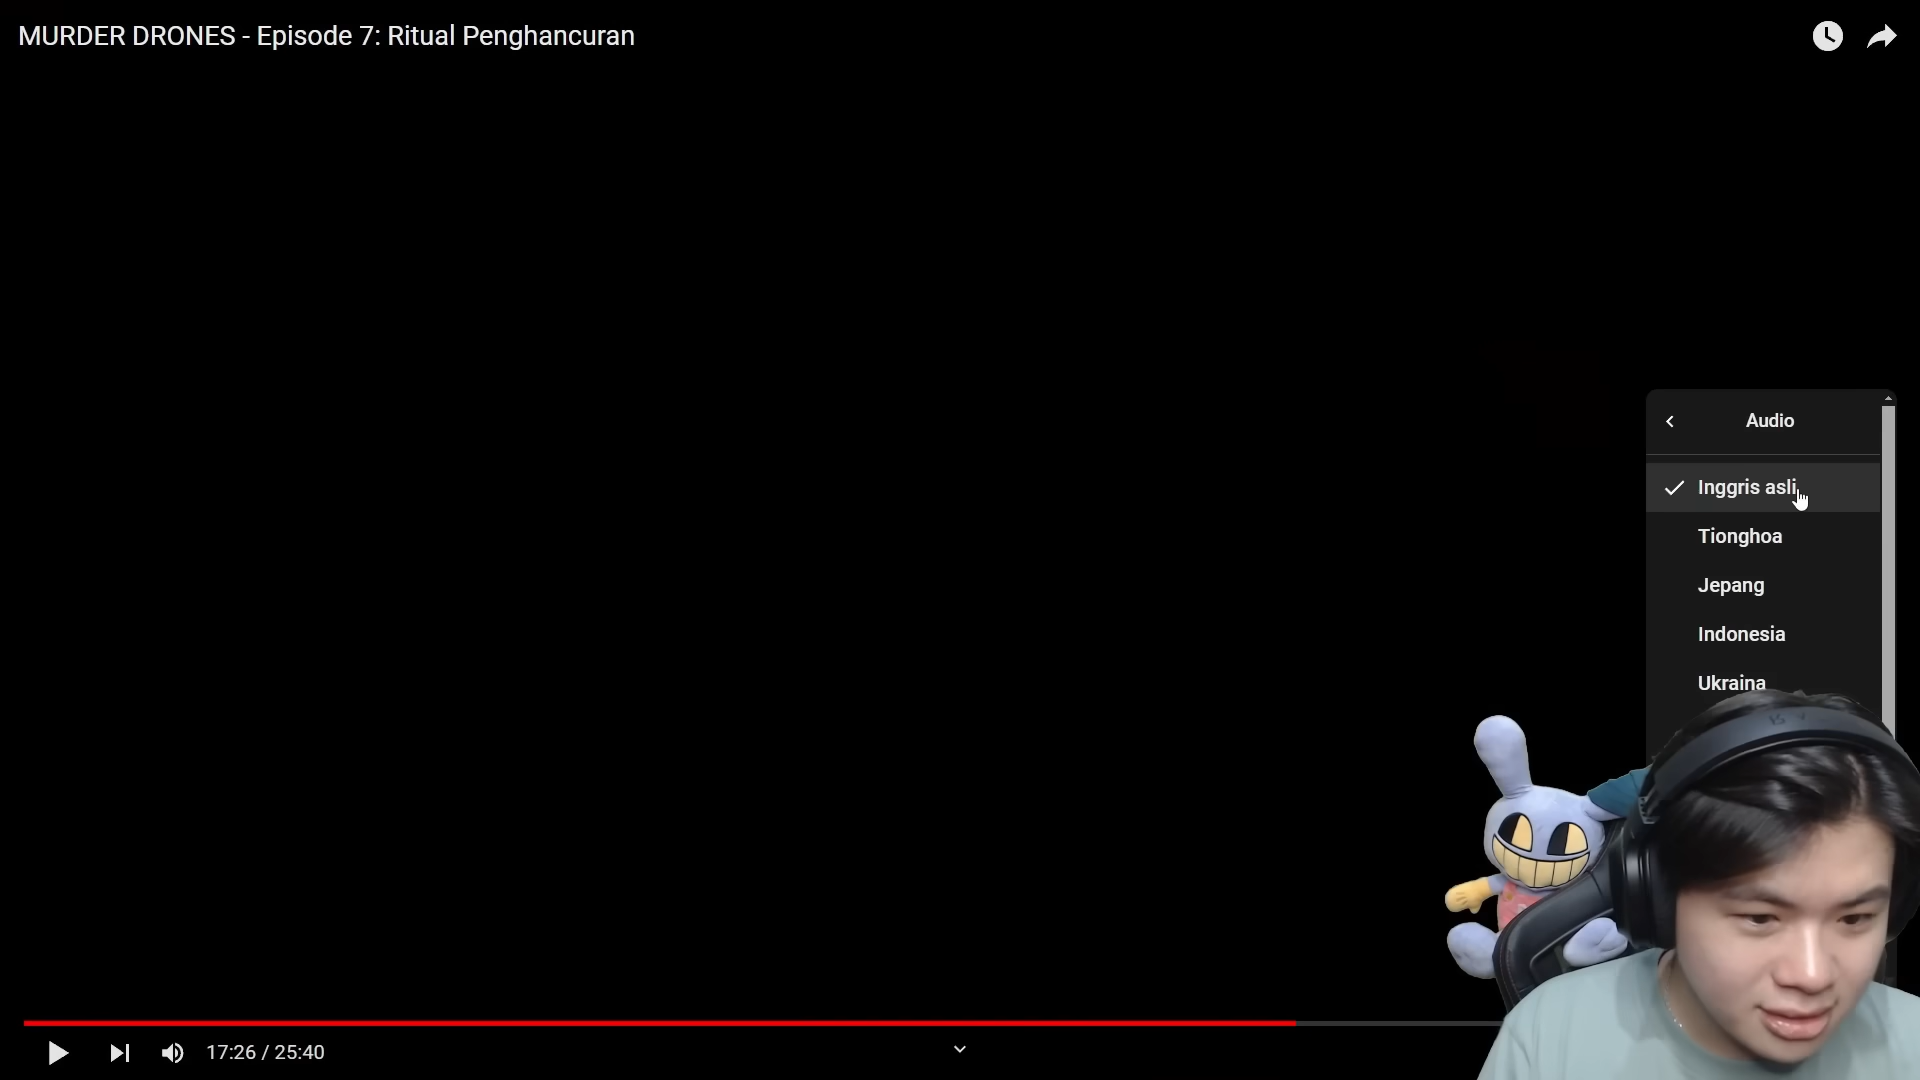 MURDER DRONES - Episode 7: Ritual Penghancuran
Audio
Inggris asli
Tionghoa
Jepang
Indonesia
Ukraina
17:26 / 25:40